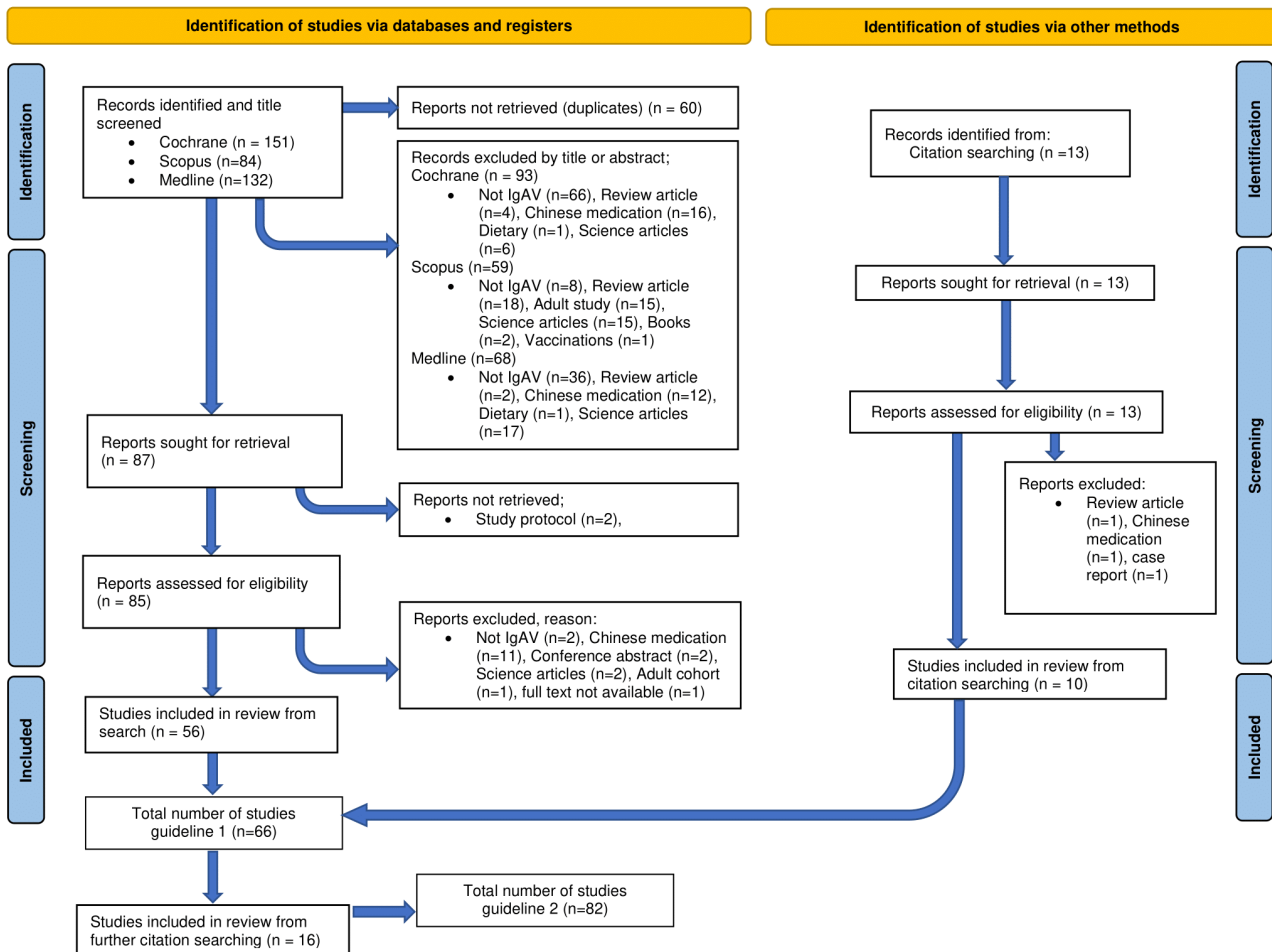 Identification of studies via databases and registers
Identification of studies via other methods
Identification
Screening
Included
Records identified and title
screened
• Cochrane (n = 151)
• Scopus (n=84)
• Medline (n=132)
Reports not retrieved (duplicates) (n = 60)
Records excluded by title or abstract;
Cochrane (n = 93)
• Not IgAV (n=66), Review article
(n=4), Chinese medication (n=16),
Dietary (n=1), Science articles
(n=6)
Scopus (n=59)
• Not IgAV (n=8), Review article
(n=18), Adult study (n=15),
Science articles (n=15), Books
(n=2), Vaccinations (n=1)
Medline (n=68)
• Not IgAV (n=36), Review article
(n=2), Chinese medication (n=12),
Dietary (n=1), Science articles
(n=17)
Reports sought for retrieval
(n = 87)
Reports not retrieved;
• Study protocol (n=2),
Reports assessed for eligibility
(n = 85)
Reports excluded, reason:
• Not IgAV (n=2), Chinese medication
(n=11), Conference abstract (n=2),
Science articles (n=2), Adult cohort
(n=1), full text not available (n=1)
Studies included in review from
search (n = 56)
Total number of studies
guideline 1 (n=66)
Studies included in review from
further citation searching (n = 16)
Total number of studies
guideline 2 (n=82)
Records identified from:
Citation searching (n =13)
Reports sought for retrieval (n = 13)
Reports assessed for eligibility (n = 13)
Reports excluded:
• Review article
(n=1), Chinese
medication
(n=1), case
report (n=1)
Studies included in review from
citation searching (n = 10)
Identification
Screening
Included